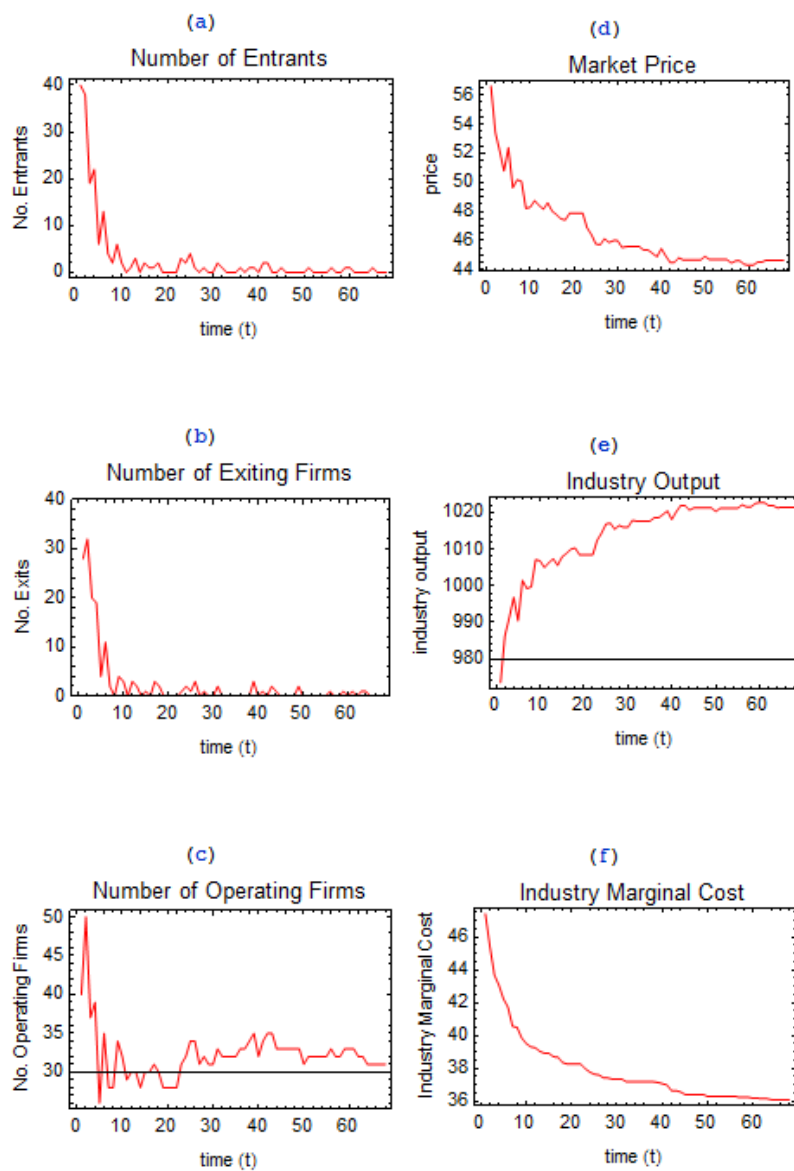 (a)
Number of Entrants
No. Entrants
40
30
20
10
0
0 10 20 30 40 50 60
time (t)
(d)
Market Price
price
56
54
52
50
48
46
44
0 10 20 30 40 50 60
time (t)
(b)
Number of Exiting Firms
No. Exits
40
30
20
10
0
0 10 20 30 40 50 60
time (t)
(e)
Industry Output
industry output
1020
1010
1000
990
980
0 10 20 30 40 50 60
time (t)
(c)
Number of Operating Firms
No. Operating Firms
50
45
40
35
30
0 10 20 30 40 50 60
time (t)
(f)
Industry Marginal Cost
Industry Marginal Cost
46
44
42
40
38
36
0 10 20 30 40 50 60
time (t)